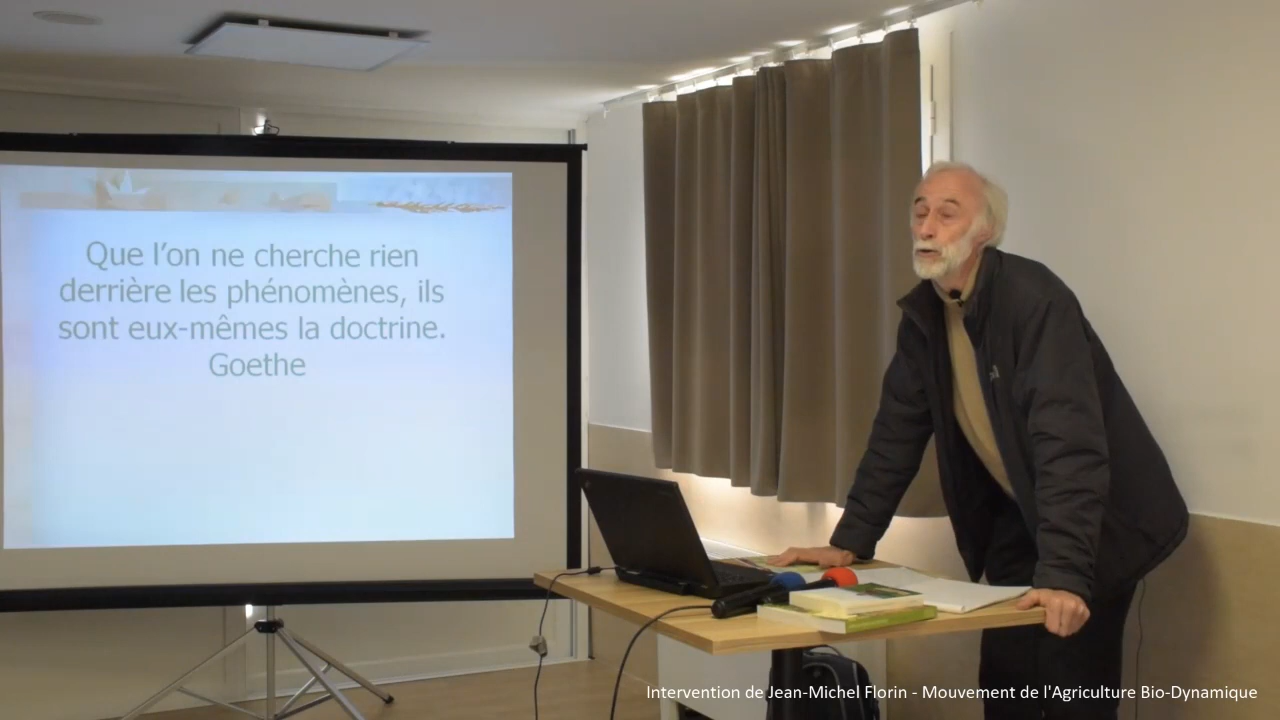 Que l’on ne cherche rien
derrière les phénomènes, ils
sont eux-mêmes la doctrine.
Goethe
Intervention de Jean-Michel Florin - Mouvement de l'Agriculture Bio-Dynamique